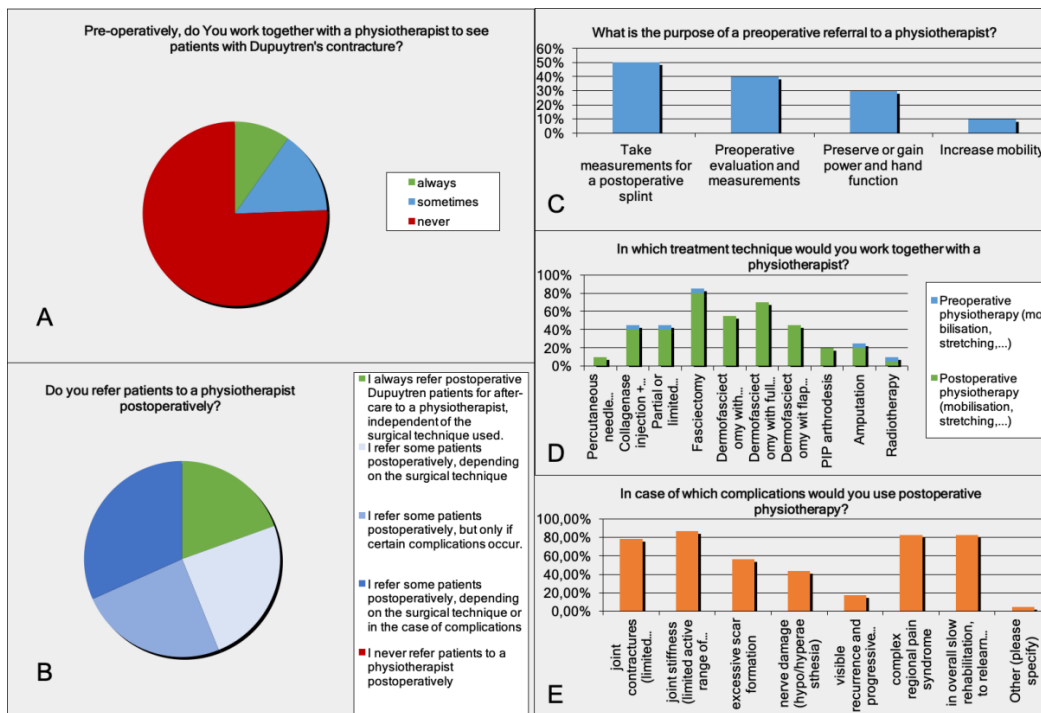 Pre-operatively, do You work together with a physiotherapist to see
patients with Dupuytren's contracture?
always
sometimes
never
A
Do you refer patients to a physiotherapist
postoperatively?
I always refer postoperative
Dupuytren patients for after-
care to a physiotherapist,
independent of the
surgical technique used.
I refer some patients
postoperatively, depending
on the surgical technique
I refer some patients
postoperatively, but only if
certain complications occur.
I refer some patients
postoperatively, depending
on the surgical technique or
in the case of complications
I never refer patients to a
physiotherapist
postoperatively
B
What is the purpose of a preoperative referral to a physiotherapist?
60%
50%
40%
30%
20%
10%
0%
Take
measurements for
a postoperative
splint
Preoperative
evaluation and
measurements
Preserve or gain
power and hand
function
Increase mobility
C
In which treatment technique would you work together with a
physiotherapist?
100%
80%
60%
40%
20%
0%
Percutaneous
needle...
Collagenase
injection +...
Partial or
limited...
Fasciectomy
Dermofasciect
omy with...
Dermofasciect
omy with full...
Dermofasciect
omy wit flap...
PIP arthrodesis
Amputation
Radiotherapy
Preoperative
physiotherapy (mo
bilisation,
stretching,...)
Postoperative
physiotherapy
(mobilisation,
stretching,...)
D
In case of which complications would you use postoperative
physiotherapy?
100,00%
80,00%
60,00%
40,00%
20,00%
0,00%
joint
contractures
(limited...
joint stiffness
(limited active
range of...
excessive scar
formation
nerve damage
(hypo/hyperae
sthesia)
visible
recurrence and
progressive...
complex
regional pain
syndrome
in overall slow
rehabilitation,
to relearn...
Other (please
specify)
E